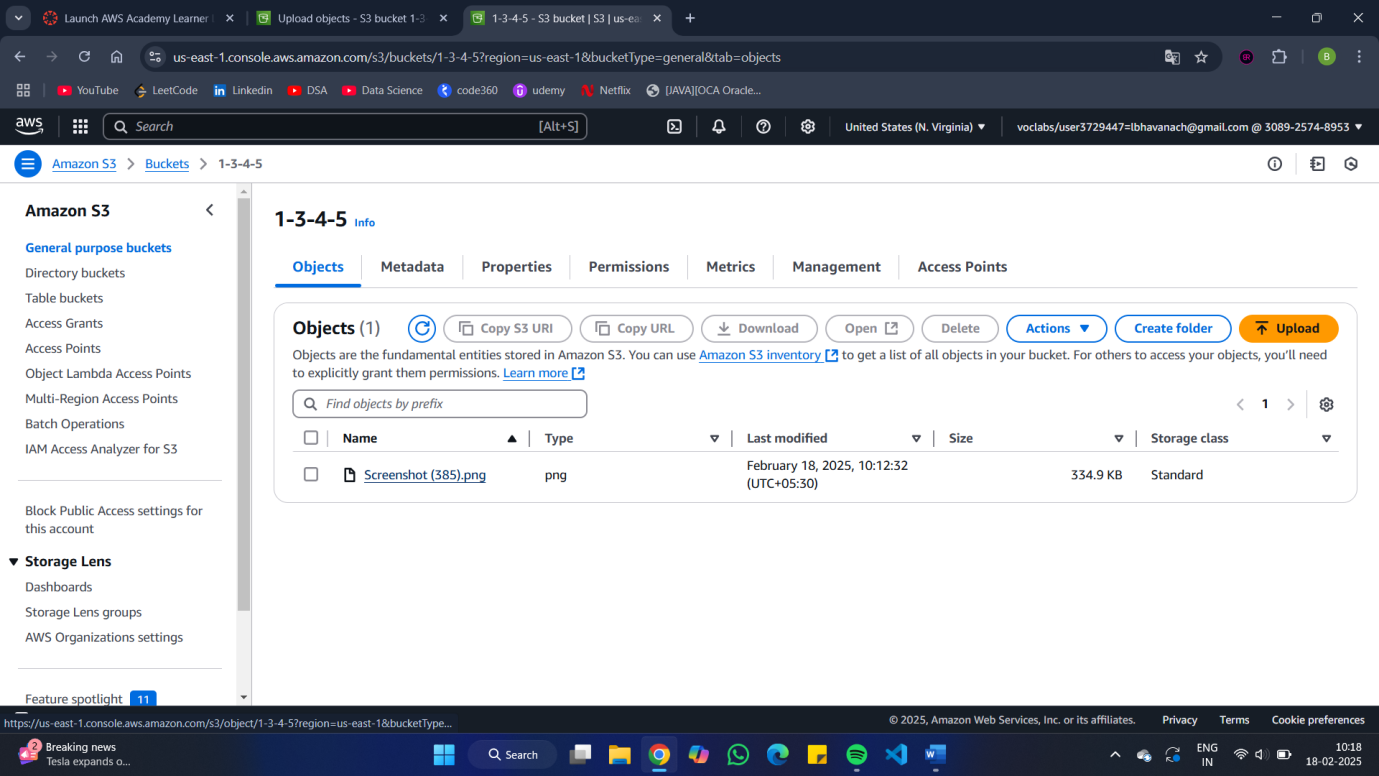 Launch AWS Academy Learner
Upload objects - S3 bucket 1-3
1-3-4-5 - S3 bucket | S3 | us-eas
us-east-1.console.aws.amazon.com/s3/buckets/1-3-4-5?region=us-east-1&bucketType=general&tab=objects
B
YouTube
LeetCode
Linkedin
DSA
Data Science
code360
udemy
Netflix
[JAVA][OCA Oracle...
aws
Search
[Alt+S]
United States (N. Virginia)
voclabs/user3729447=lbhavanach@gmail.com @ 3089-2574-8953
Amazon S3
Buckets
1-3-4-5
Amazon S3
General purpose buckets
Directory buckets
Table buckets
Access Grants
Access Points
Object Lambda Access Points
Multi-Region Access Points
Batch Operations
IAM Access Analyzer for S3
Block Public Access settings for
this account
Storage Lens
Dashboards
Storage Lens groups
AWS Organizations settings
Feature spotlight 11
1-3-4-5 Info
Objects
Metadata
Properties
Permissions
Metrics
Management
Access Points
Objects (1)
Copy S3 URI
Copy URL
Download
Open
Delete
Actions
Create folder
Upload
Objects are the fundamental entities stored in Amazon S3. You can use Amazon S3 inventory to get a list of all objects in your bucket. For others to access your objects, you'll need
to explicitly grant them permissions. Learn more
Find objects by prefix
1
Name
Type
Last modified
Size
Storage class
Screenshot (385).png
png
February 18, 2025, 10:12:32
(UTC+05:30)
334.9 KB
Standard
https://us-east-1.console.aws.amazon.com/s3/object/1-3-4-5?region=us-east-1&bucketType...
© 2025, Amazon Web Services, Inc. or its affiliates.
Privacy
Terms
Cookie preferences
2
Breaking news
Tesla expands o...
Search
ENG
IN
10:18
18-02-2025